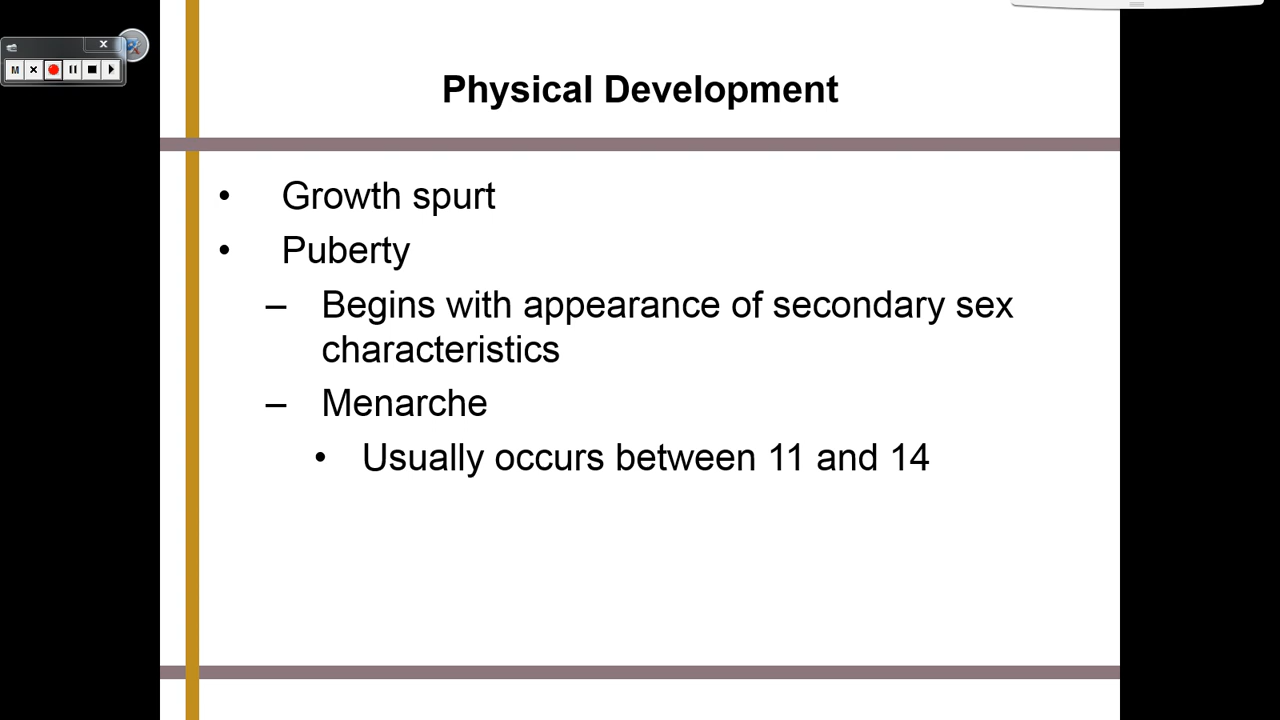 Physical Development
M
• Growth spurt
• Puberty
– Begins with appearance of secondary sex
characteristics
– Menarche
• Usually occurs between 11 and 14